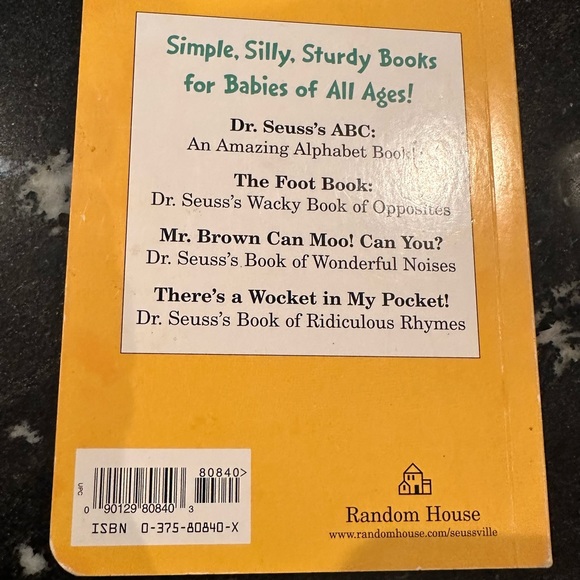 Simple, Silly, Sturdy Books
for Babies of All Ages!
Dr. Seuss's ABC:
An Amazing Alphabet Book!
The Foot Book:
Dr. Seuss's Wacky Book of Opposites
Mr. Brown Can Moo! Can You?
Dr. Seuss's Book of Wonderful Noises
There's a Wocket in My Pocket!
Dr. Seuss's Book of Ridiculous Rhymes
80840>
UPC
0 90129 80840 3
ISBN 0-375-80840-X
Random House
www.randomhouse.com/seussville